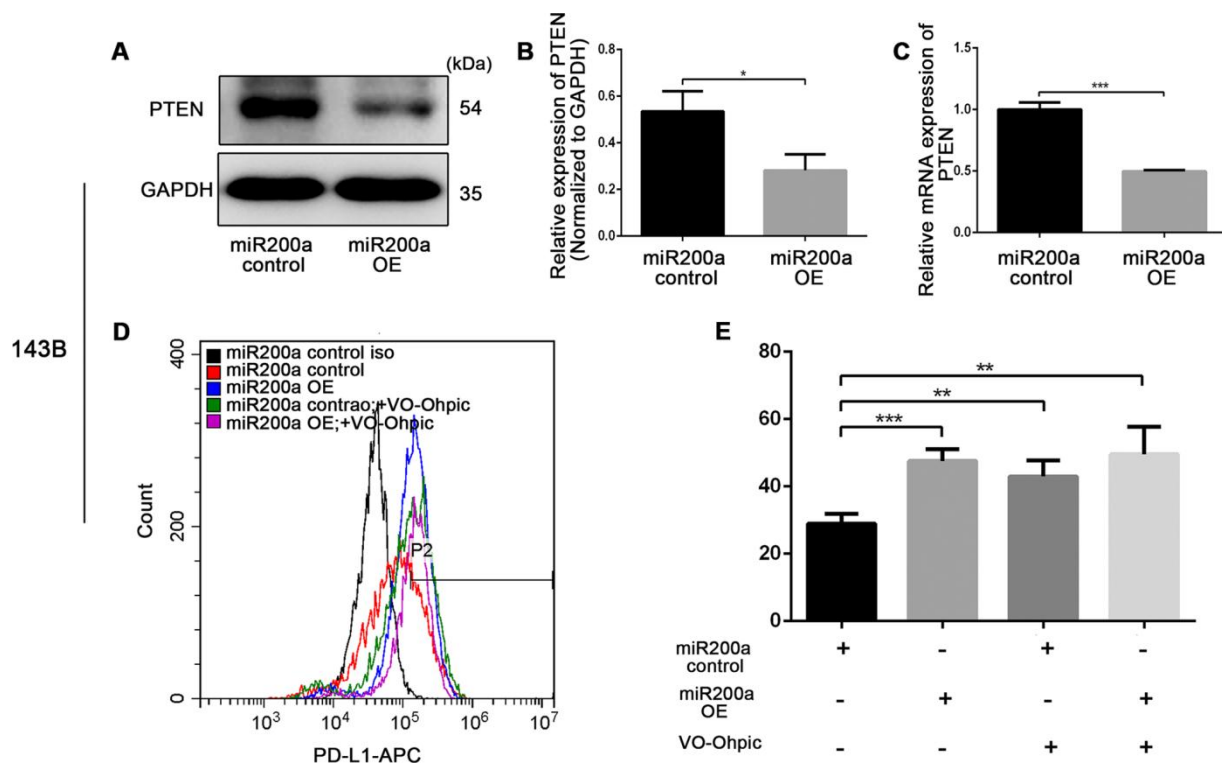 A
(kDa)
PTEN
54
GAPDH
35
miR200a control
miR200a OE
B
Relative expression of PTEN
(Normalized to GAPDH)
0.8
0.6
0.4
0.2
0.0
*
miR200a control
miR200a OE
C
Relative mRNA expression of
PTEN
1.5
1.0
0.5
0.0
***
miR200a control
miR200a OE
143B
D
400
200
0
Count
miR200a control iso
miR200a control
miR200a OE
miR200a contrao;+VO-Ohpic
miR200a OE;+VO-Ohpic
P2
10³ 10⁴ 10⁵ 10⁶ 10⁷
PD-L1-APC
E
80
60
40
20
0
**
**
***
miR200a control + - + -
miR200a OE - + - +
VO-Ohpic - - + +